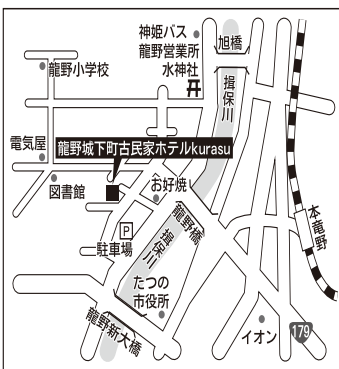 神姫バス
龍野営業所
水神社
旭橋
龍野小学校
揖保川
電気屋
龍野城下町古民家ホテルkurasu
図書館
お好焼
龍野橋
本竜野
P
駐車場
揖保川
たつの
市役所
龍野新大橋
イオン
179